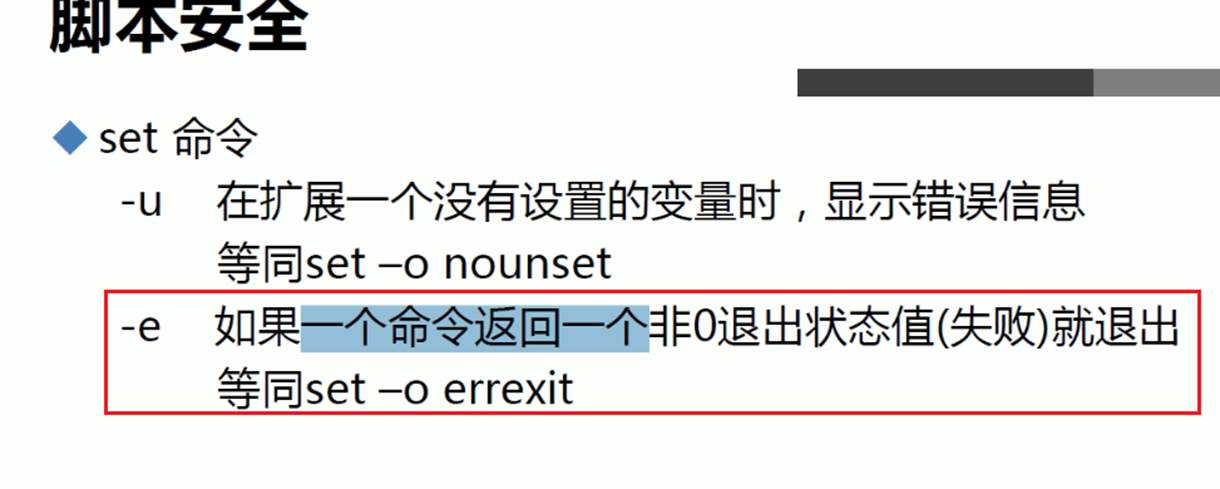 脚本安全
set 命令
-u 在扩展一个没有设置的变量时，显示错误信息
等同set –o nounset
-e 如果一个命令返回一个非0退出状态值(失败)就退出
等同set –o errexit